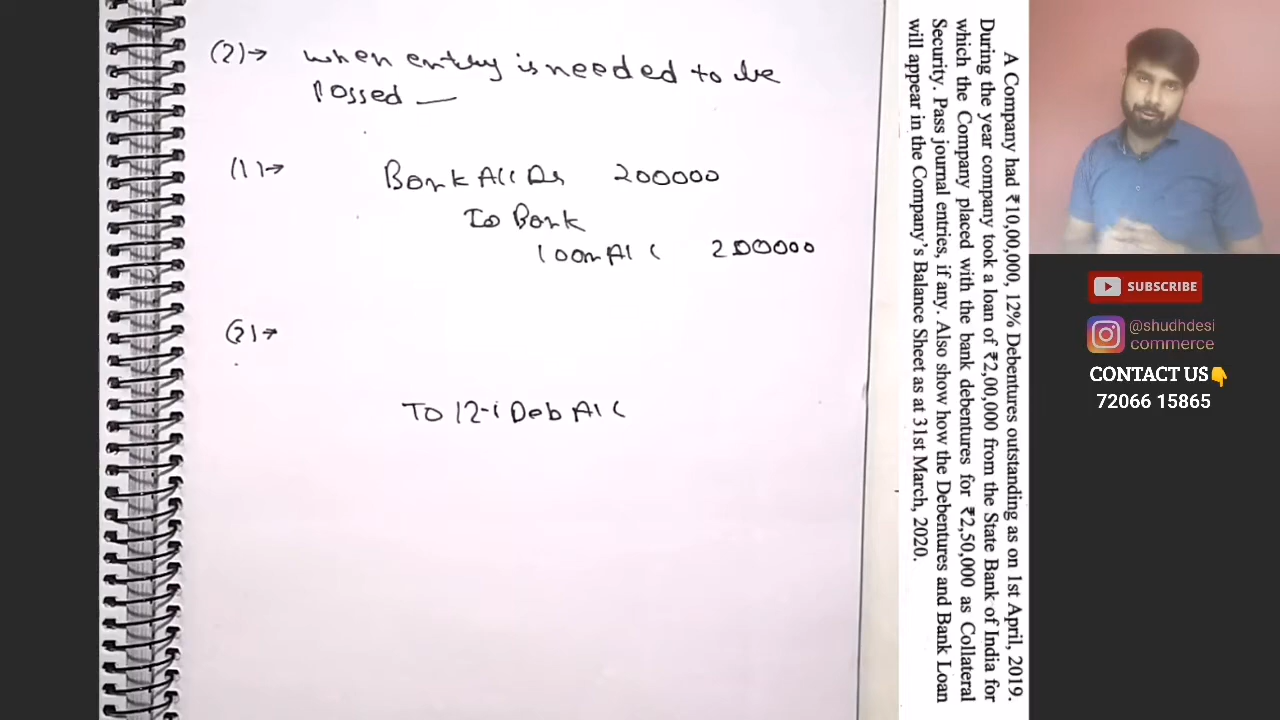 (2)→ when entry is needed to be
passed —
(1)→ Bank A/c Dr 200000
To Bank
loan A/c 200000
(2)→
To 12% Deb A/c
A Company had ₹10,00,000, 12% Debentures outstanding as on 1st April, 2019.
During the year company took a loan of ₹2,00,000 from the State Bank of India for
which the Company placed with the bank debentures for ₹2,50,000 as Collateral
Security. Pass journal entries, if any. Also show how the Debentures and Bank Loan
will appear in the Company's Balance Sheet as at 31st March, 2020.
SUBSCRIBE
@shudhdesi
commerce
CONTACT US👇
72066 15865